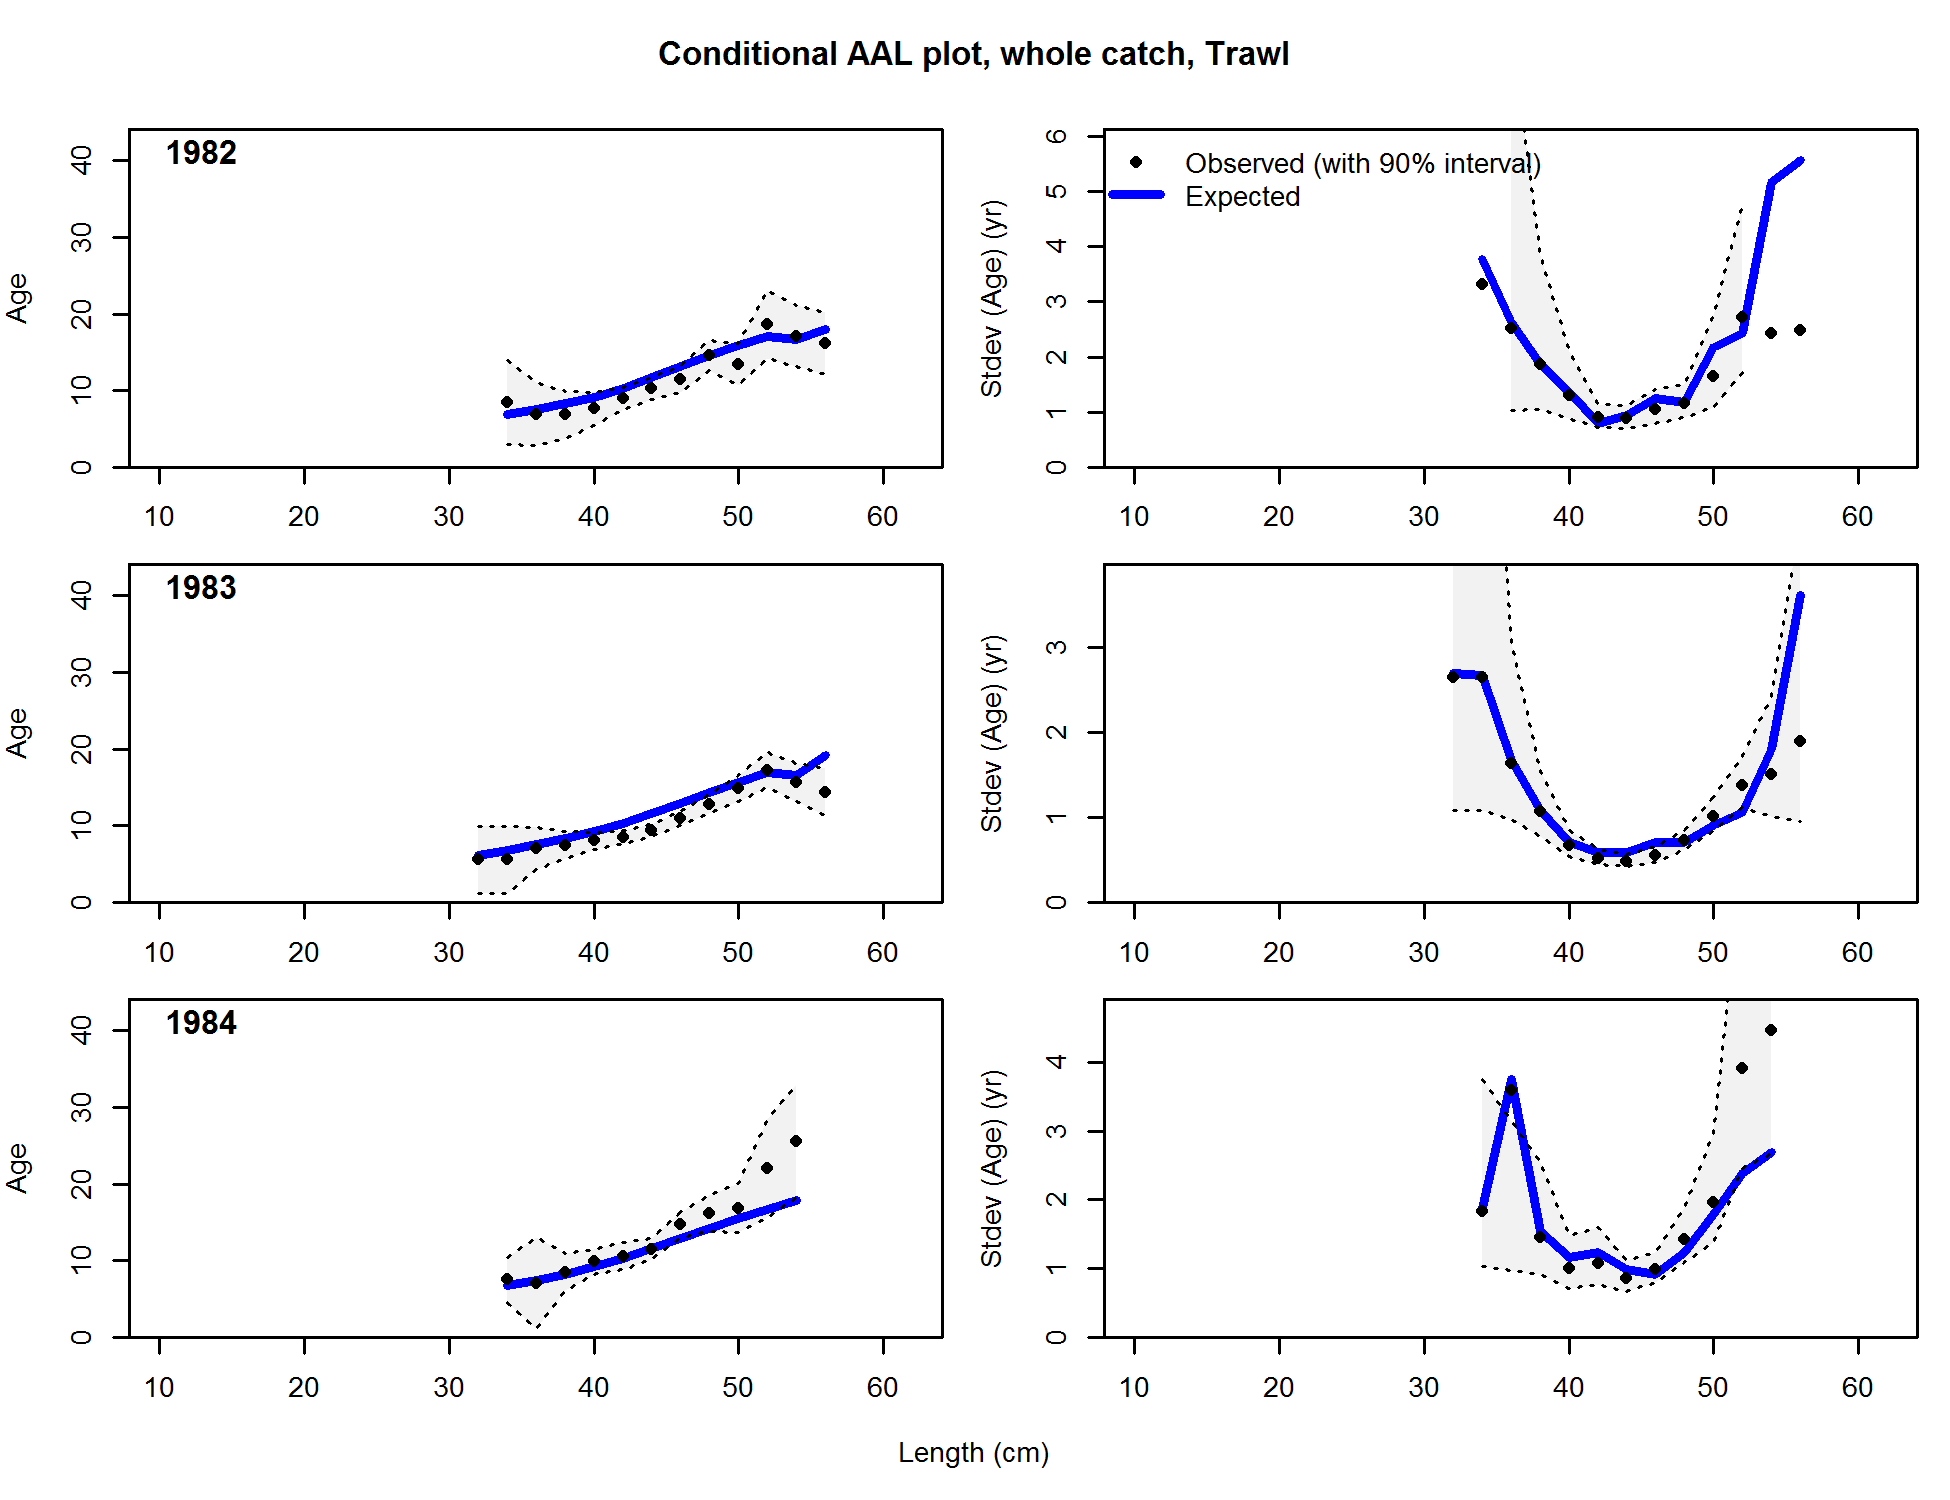 Conditional AAL plot, whole catch, Trawl
1982
Age
0 10 20 30 40
10 20 30 40 50 60
Observed (with 90% interval)
Expected
Stdev (Age) (yr)
0 1 2 3 4 5 6
10 20 30 40 50 60
1983
Age
0 10 20 30 40
10 20 30 40 50 60
Stdev (Age) (yr)
0 1 2 3
10 20 30 40 50 60
1984
Age
0 10 20 30 40
10 20 30 40 50 60
Stdev (Age) (yr)
0 1 2 3 4
10 20 30 40 50 60
Length (cm)